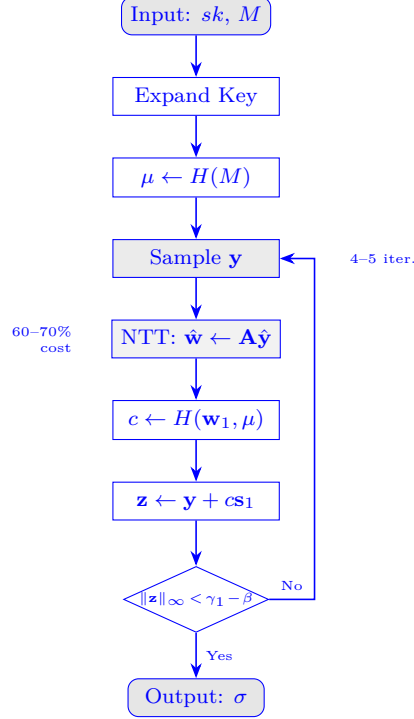 Input: sk, M
Expand Key
μ ← H(M)
Sample 𝐲
4–5 iter.
60–70%
cost
NTT: 𝐰̂ ← 𝐀𝐲̂
c ← H(𝐰₁, μ)
𝐳 ← 𝐲 + c𝐬₁
‖𝐳‖∞ < γ₁ − β
No
Yes
Output: σ